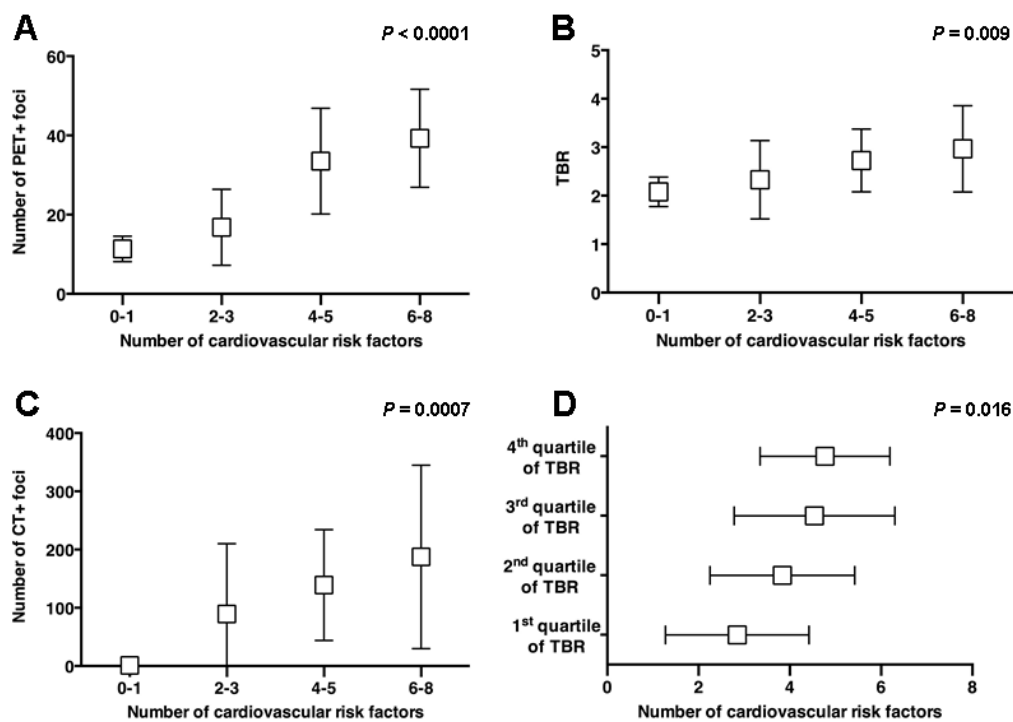 A
P < 0.0001
Number of PET+ foci
60
40
20
0
0-1
2-3
4-5
6-8
Number of cardiovascular risk factors
B
P = 0.009
TBR
5
4
3
2
1
0
0-1
2-3
4-5
6-8
Number of cardiovascular risk factors
C
P = 0.0007
Number of CT+ foci
400
300
200
100
0
0-1
2-3
4-5
6-8
Number of cardiovascular risk factors
D
P = 0.016
4th quartile
of TBR
3rd quartile
of TBR
2nd quartile
of TBR
1st quartile
of TBR
0
2
4
6
8
Number of cardiovascular risk factors